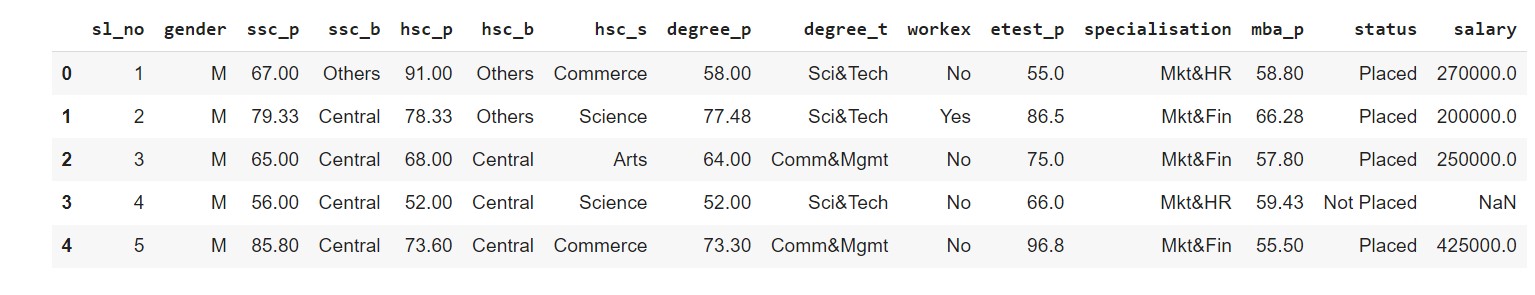 sl_no gender ssc_p ssc_b hsc_p hsc_b hsc_s degree_p degree_t workex etest_p specialisation mba_p status salary
0 1 M 67.00 Others 91.00 Others Commerce 58.00 Sci&Tech No 55.0 Mkt&HR 58.80 Placed 270000.0
1 2 M 79.33 Central 78.33 Others Science 77.48 Sci&Tech Yes 86.5 Mkt&Fin 66.28 Placed 200000.0
2 3 M 65.00 Central 68.00 Central Arts 64.00 Comm&Mgmt No 75.0 Mkt&Fin 57.80 Placed 250000.0
3 4 M 56.00 Central 52.00 Central Science 52.00 Sci&Tech No 66.0 Mkt&HR 59.43 Not Placed NaN
4 5 M 85.80 Central 73.60 Central Commerce 73.30 Comm&Mgmt No 96.8 Mkt&Fin 55.50 Placed 425000.0